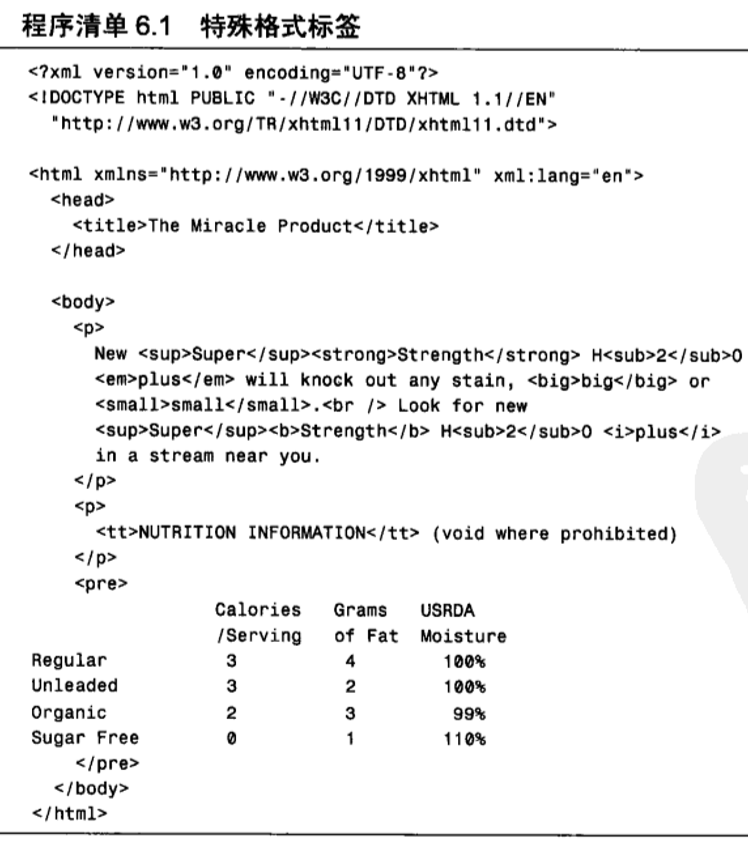 程序清单 6.1 特殊格式标签
<?xml version="1.0" encoding="UTF-8"?>
<!DOCTYPE html PUBLIC "-//W3C//DTD XHTML 1.1//EN"
  "http://www.w3.org/TR/xhtml11/DTD/xhtml11.dtd">
<html xmlns="http://www.w3.org/1999/xhtml" xml:lang="en">
  <head>
    <title>The Miracle Product</title>
  </head>
  <body>
    <p>
      New <sup>Super</sup><strong>Strength</strong> H<sub>2</sub>O
      <em>plus</em> will knock out any stain, <big>big</big> or
      <small>small</small>.<br /> Look for new
      <sup>Super</sup><b>Strength</b> H<sub>2</sub>O <i>plus</i>
      in a stream near you.
    </p>
    <p>
      <tt>NUTRITION INFORMATION</tt> (void where prohibited)
    </p>
    <pre>
                 Calories   Grams   USRDA
                 /Serving   of Fat  Moisture
Regular           3          4        100%
Unleaded          3          2        100%
Organic           2          3         99%
Sugar Free        0          1        110%
    </pre>
  </body>
</html>